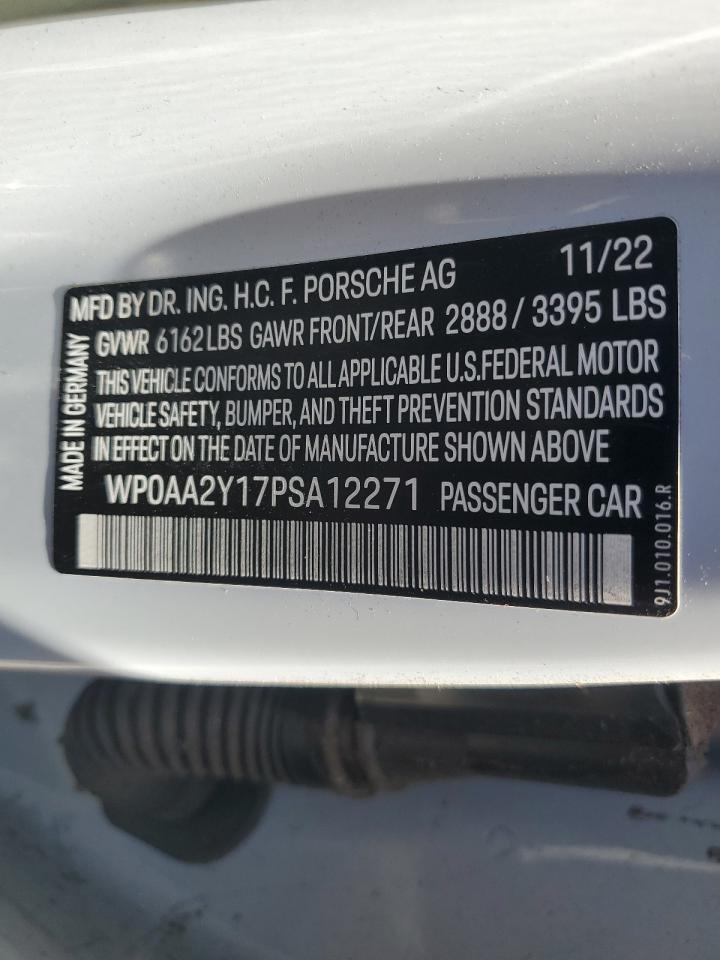 MFD BY DR. ING. H.C. F. PORSCHE AG 11/22
GVWR 6162 LBS GAWR FRONT/REAR 2888 / 3395 LBS
THIS VEHICLE CONFORMS TO ALL APPLICABLE U.S. FEDERAL MOTOR
VEHICLE SAFETY, BUMPER, AND THEFT PREVENTION STANDARDS
IN EFFECT ON THE DATE OF MANUFACTURE SHOWN ABOVE
WP0AA2Y17PSA12271 PASSENGER CAR
MADE IN GERMANY
9J1.010.016.R